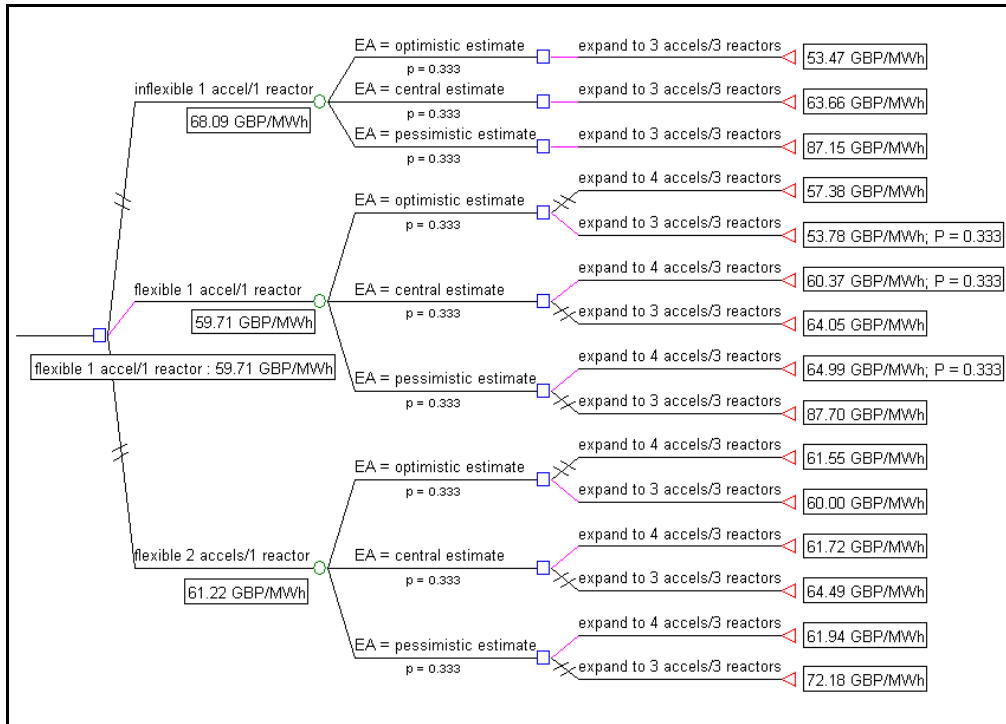 EA = optimistic estimate
p = 0.333
expand to 3 accels/3 reactors
53.47 GBP/MWh
inflexible 1 accel/1 reactor
68.09 GBP/MWh
EA = central estimate
p = 0.333
expand to 3 accels/3 reactors
63.66 GBP/MWh
EA = pessimistic estimate
p = 0.333
expand to 3 accels/3 reactors
87.15 GBP/MWh
EA = optimistic estimate
p = 0.333
expand to 4 accels/3 reactors
57.38 GBP/MWh
expand to 3 accels/3 reactors
53.78 GBP/MWh; P = 0.333
flexible 1 accel/1 reactor
59.71 GBP/MWh
EA = central estimate
p = 0.333
expand to 4 accels/3 reactors
60.37 GBP/MWh; P = 0.333
expand to 3 accels/3 reactors
64.05 GBP/MWh
flexible 1 accel/1 reactor : 59.71 GBP/MWh
EA = pessimistic estimate
p = 0.333
expand to 4 accels/3 reactors
64.99 GBP/MWh; P = 0.333
expand to 3 accels/3 reactors
87.70 GBP/MWh
EA = optimistic estimate
p = 0.333
expand to 4 accels/3 reactors
61.55 GBP/MWh
expand to 3 accels/3 reactors
60.00 GBP/MWh
flexible 2 accels/1 reactor
61.22 GBP/MWh
EA = central estimate
p = 0.333
expand to 4 accels/3 reactors
61.72 GBP/MWh
expand to 3 accels/3 reactors
64.49 GBP/MWh
EA = pessimistic estimate
p = 0.333
expand to 4 accels/3 reactors
61.94 GBP/MWh
expand to 3 accels/3 reactors
72.18 GBP/MWh